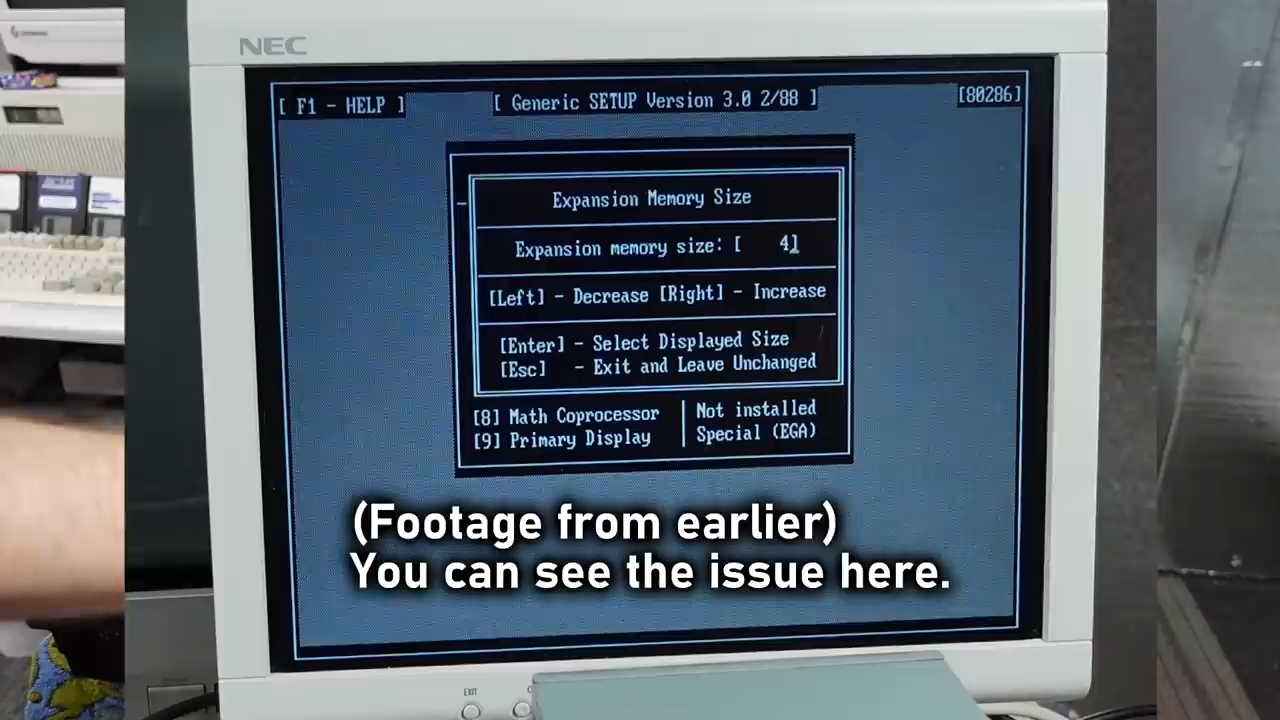 NEC
[ F1 - HELP ]
[ Generic SETUP Version 3.0 2/88 ]
[80286]
Expansion Memory Size
Expansion memory size: [ 4]
[Left] - Decrease [Right] - Increase
[Enter] - Select Displayed Size
[Esc] - Exit and Leave Unchanged
[8] Math Coprocessor
Not installed
[9] Primary Display
Special (EGA)
(Footage from earlier)
You can see the issue here.
EXIT